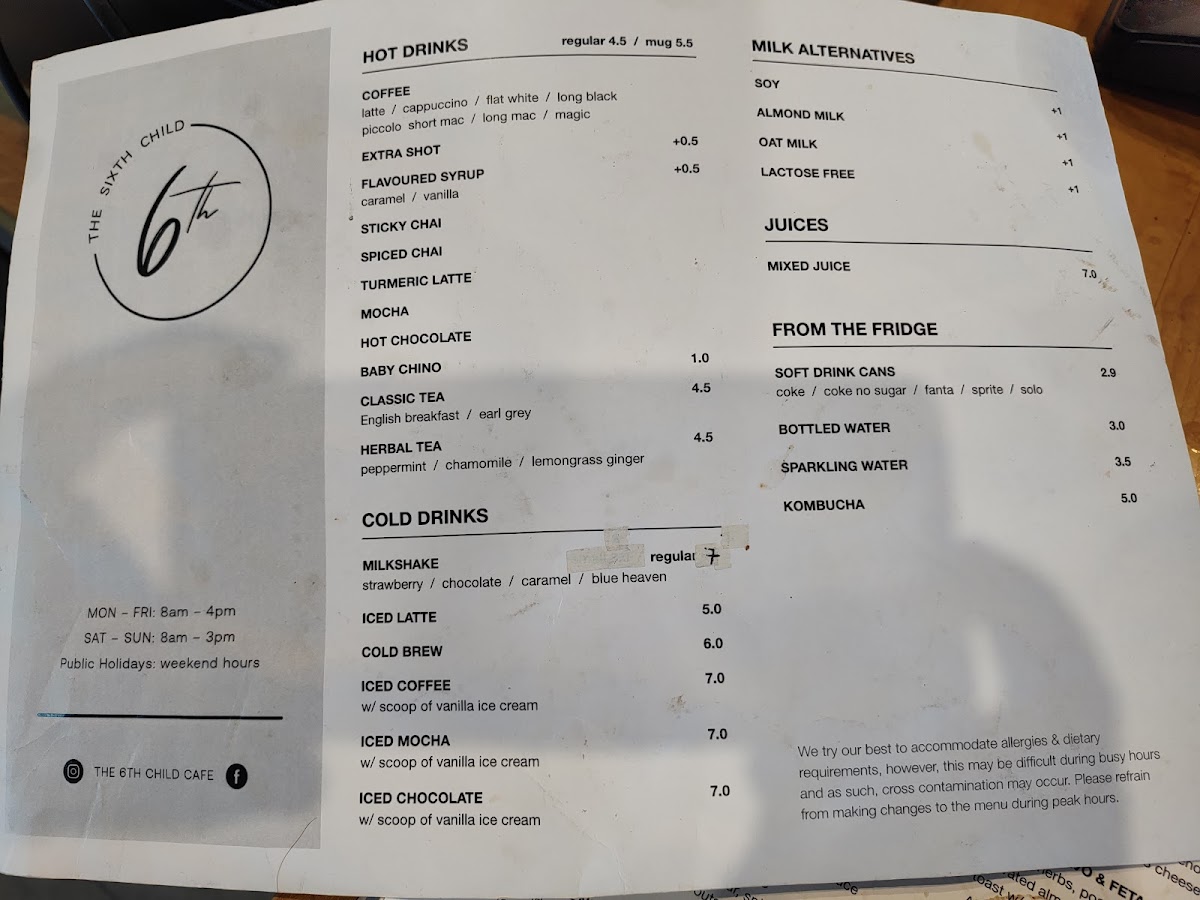 THE SIXTH CHILD
6th
MON – FRI: 8am – 4pm
SAT – SUN: 8am – 3pm
Public Holidays: weekend hours
THE 6TH CHILD CAFE
HOT DRINKS regular 4.5 / mug 5.5
COFFEE
latte / cappuccino / flat white / long black
piccolo short mac / long mac / magic
EXTRA SHOT +0.5
FLAVOURED SYRUP +0.5
caramel / vanilla
STICKY CHAI
SPICED CHAI
TURMERIC LATTE
MOCHA
HOT CHOCOLATE
BABY CHINO 1.0
CLASSIC TEA 4.5
English breakfast / earl grey
HERBAL TEA 4.5
peppermint / chamomile / lemongrass ginger
COLD DRINKS
MILKSHAKE regular 7
strawberry / chocolate / caramel / blue heaven
ICED LATTE 5.0
COLD BREW 6.0
ICED COFFEE 7.0
w/ scoop of vanilla ice cream
ICED MOCHA 7.0
w/ scoop of vanilla ice cream
ICED CHOCOLATE 7.0
w/ scoop of vanilla ice cream
MILK ALTERNATIVES
SOY +1
ALMOND MILK +1
OAT MILK +1
LACTOSE FREE +1
JUICES
MIXED JUICE 7.0
FROM THE FRIDGE
SOFT DRINK CANS 2.9
coke / coke no sugar / fanta / sprite / solo
BOTTLED WATER 3.0
SPARKLING WATER 3.5
KOMBUCHA 5.0
We try our best to accommodate allergies & dietary
requirements, however, this may be difficult during busy hours
and as such, cross contamination may occur. Please refrain
from making changes to the menu during peak hours.
& FETA
cheese